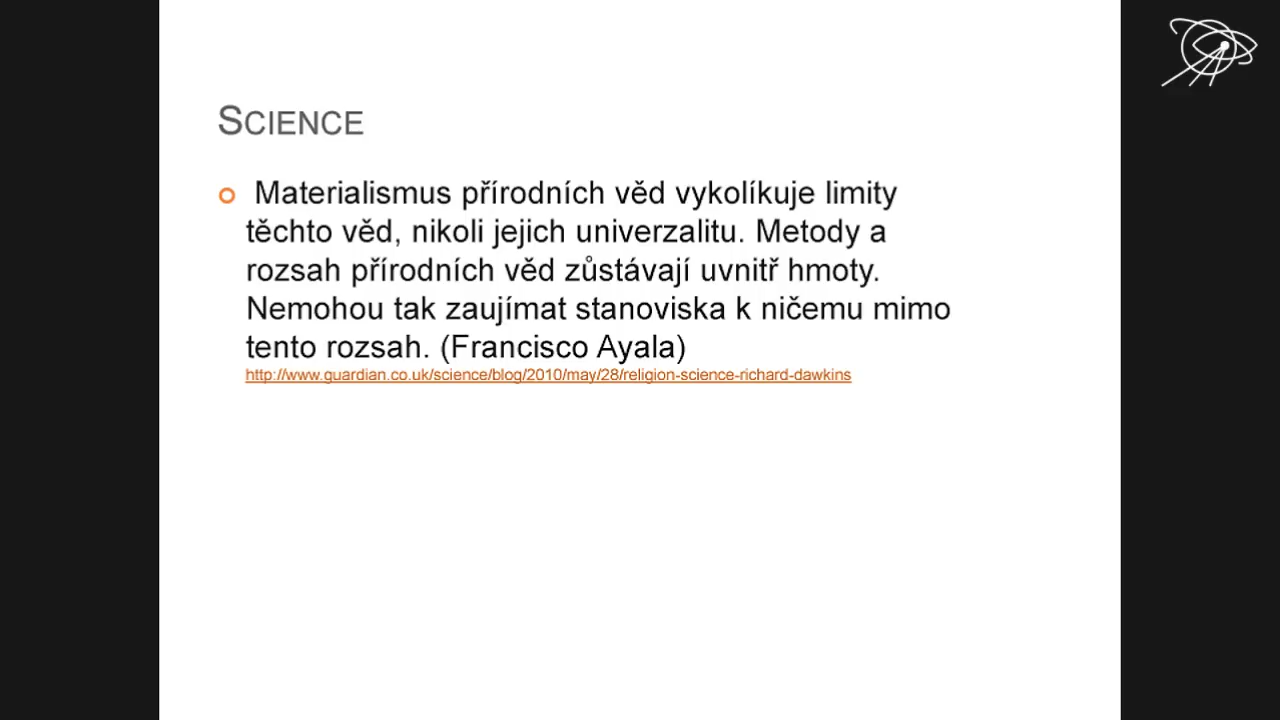 SCIENCE
Materialismus přírodních věd vykolíkuje limity
těchto věd, nikoli jejich univerzalitu. Metody a
rozsah přírodních věd zůstávají uvnitř hmoty.
Nemohou tak zaujímat stanoviska k ničemu mimo
tento rozsah. (Francisco Ayala)
http://www.guardian.co.uk/science/blog/2010/may/28/religion-science-richard-dawkins